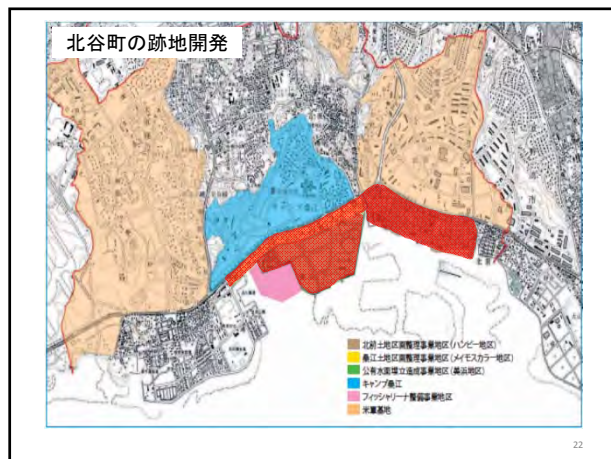 北谷町の跡地開発
北前土地区画整理事業地区(ハンビー地区)
桑江土地区画整理事業地区(メイモスカラー地区)
公有水面埋立造成事業地区(美浜地区)
キャンプ桑江
フィッシャリーナ整備事業地区
米軍基地
22